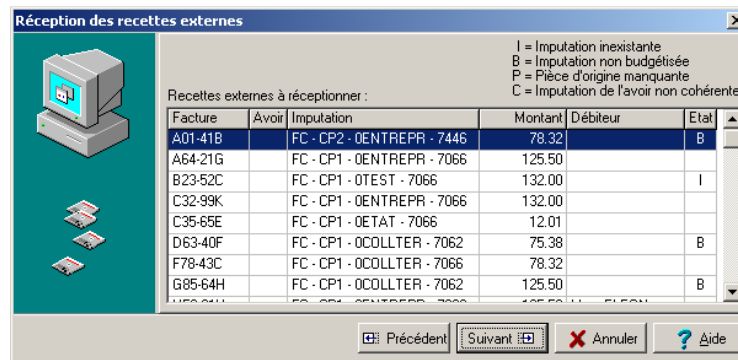 Réception des recettes externes
I = Imputation inexistante
B = Imputation non budgétisée
P = Pièce d'origine manquante
C = Imputation de l'avoir non cohérente
Recettes externes à réceptionner :
Facture Avoir Imputation Montant Débiteur Etat
A01-41B FC - CP2 - 0ENTREPR - 7446 78.32 B
A64-21G FC - CP1 - 0ENTREPR - 7066 125.50
B23-52C FC - CP1 - 0TEST - 7066 132.00 I
C32-99K FC - CP1 - 0ENTREPR - 7066 132.00
C35-65E FC - CP1 - 0ETAT - 7066 12.01
D63-40F FC - CP1 - 0COLLTER - 7062 75.38 B
F78-43C FC - CP1 - 0COLLTER - 7066 78.32
G85-64H FC - CP1 - 0COLLTER - 7062 125.50 B
Précédent Suivant Annuler Aide